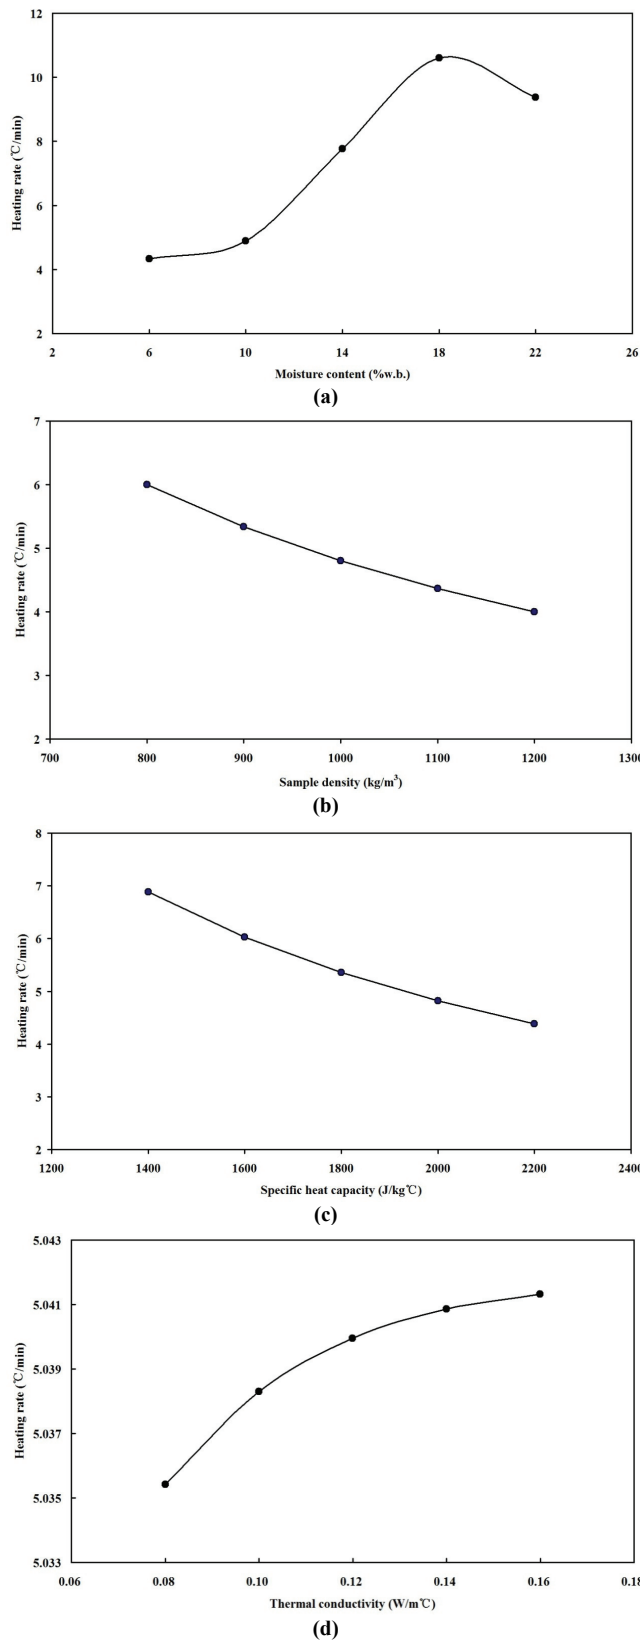 12
10
8
6
4
2
Heating rate (℃/min)
2 6 10 14 18 22 26
Moisture content (%w.b.)
(a)
7
6
5
4
3
2
Heating rate (℃/min)
700 800 900 1000 1100 1200 1300
Sample density (kg/m³)
(b)
8
7
6
5
4
3
2
Heating rate (℃/min)
1200 1400 1600 1800 2000 2200 2400
Specific heat capacity (J/kg℃)
(c)
5.043
5.041
5.039
5.037
5.035
5.033
Heating rate (℃/min)
0.06 0.08 0.10 0.12 0.14 0.16 0.18
Thermal conductivity (W/m℃)
(d)